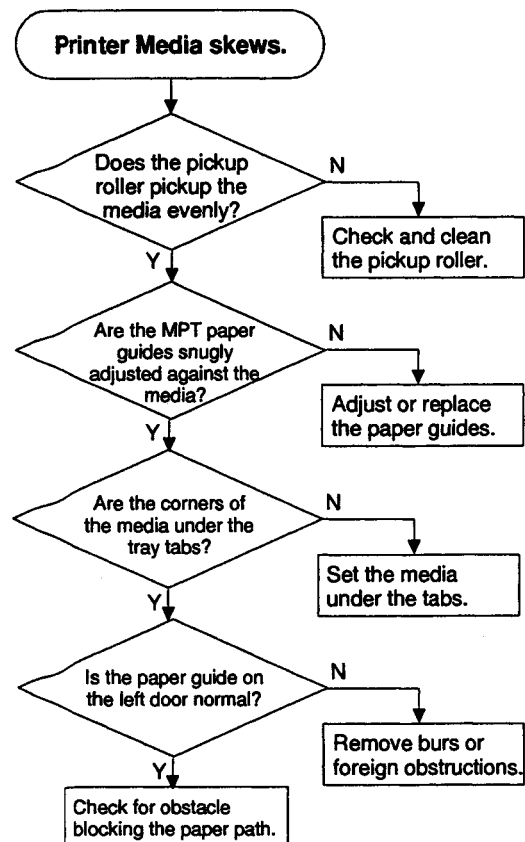 Printer Media skews.
Does the pickup
roller pickup the
media evenly?
N
Check and clean
the pickup roller.
Y
Are the MPT paper
guides snugly
adjusted against the
media?
N
Adjust or replace
the paper guides.
Y
Are the corners of
the media under the
tray tabs?
N
Set the media
under the tabs.
Y
Is the paper guide on
the left door normal?
N
Remove burs or
foreign obstructions.
Y
Check for obstacle
blocking the paper path.